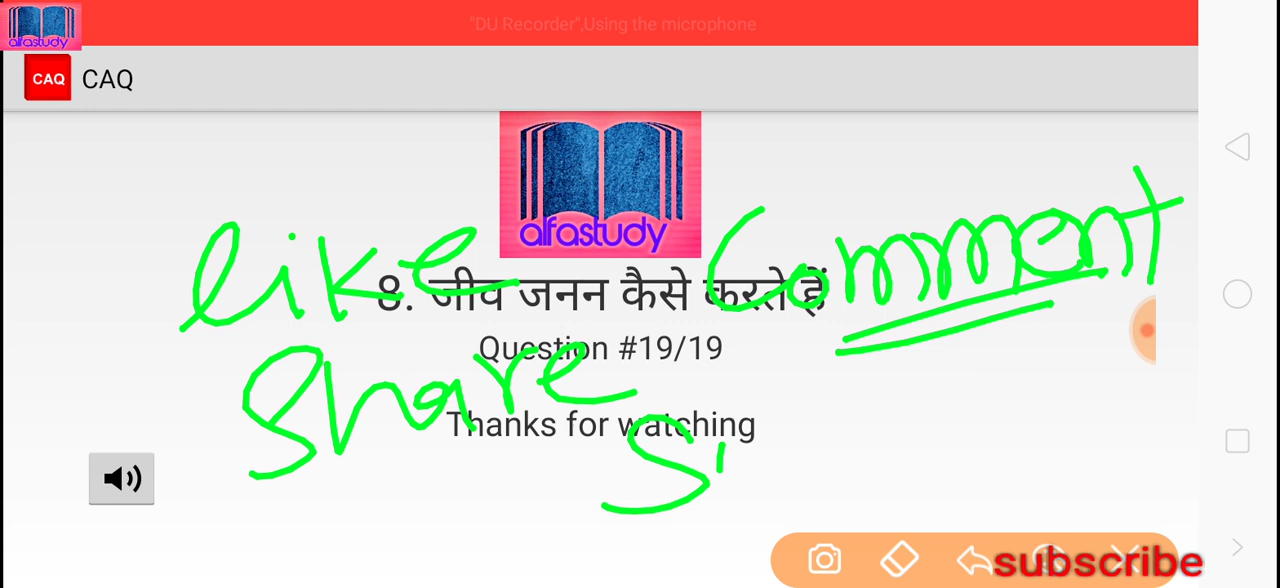 alfastudy
"DU Recorder",Using the microphone
CAQ CAQ
alfastudy
like Comment
8. जीव जनन कैसे करते हैं
Question #19/19
Share
Thanks for watching
S
subscribe